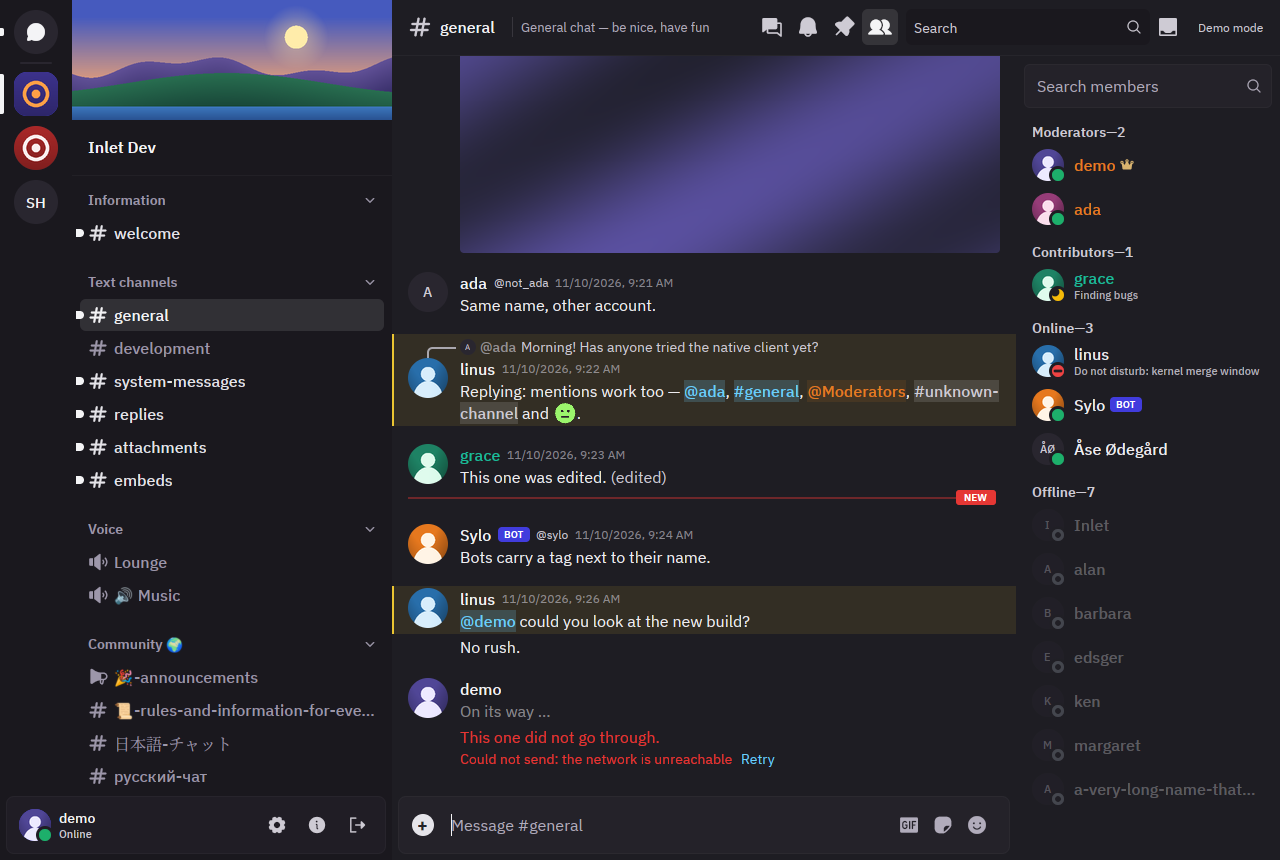 general
General chat — be nice, have fun
Search
Demo mode
SH
Inlet Dev
Information
welcome
Text channels
general
development
system-messages
replies
attachments
embeds
Voice
Lounge
🔊 Music
Community 🌍
🎉-announcements
📜-rules-and-information-for-eve...
日本語-チャット
русский-чат
demo
Online
A
ada @not_ada 11/10/2026, 9:21 AM
Same name, other account.
A @ada Morning! Has anyone tried the native client yet?
linus 11/10/2026, 9:22 AM
Replying: mentions work too — @ada, #general, @Moderators, #unknown-
channel and 😐.
grace 11/10/2026, 9:23 AM
This one was edited. (edited)
NEW
Sylo BOT @sylo 11/10/2026, 9:24 AM
Bots carry a tag next to their name.
linus 11/10/2026, 9:26 AM
@demo could you look at the new build?
No rush.
demo
On its way ...
This one did not go through.
Could not send: the network is unreachable Retry
Message #general
GIF
Search members
Moderators—2
demo
ada
Contributors—1
grace
Finding bugs
Online—3
linus
Do not disturb: kernel merge window
Sylo BOT
ÅØ
Åse Ødegård
Offline—7
I Inlet
A alan
B barbara
E edsger
K ken
M margaret
A a-very-long-name-that...